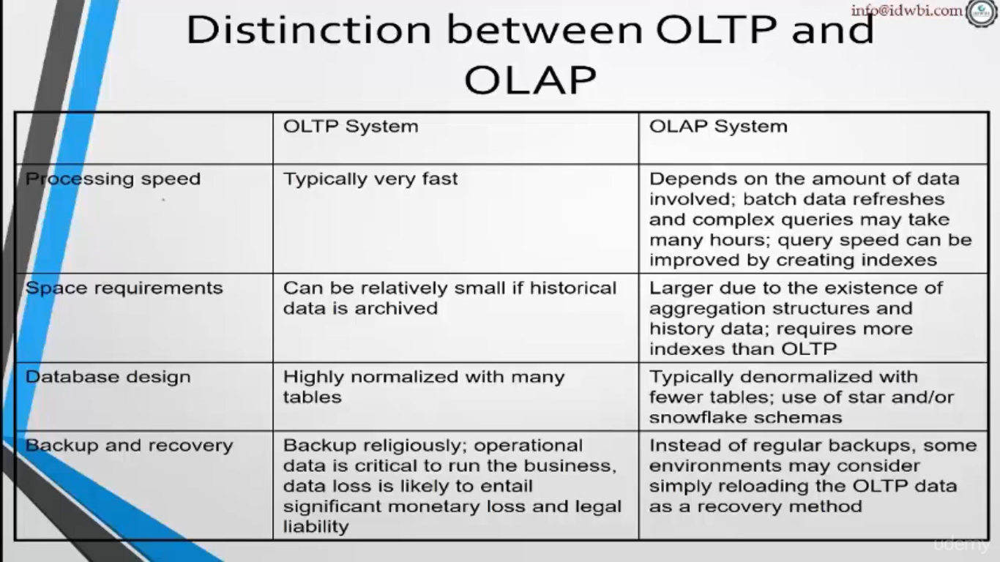 info@idwbi.com
Distinction between OLTP and
OLAP
OLTP System
OLAP System
Processing speed
Typically very fast
Depends on the amount of data
involved; batch data refreshes
and complex queries may take
many hours; query speed can be
improved by creating indexes
Space requirements
Can be relatively small if historical
data is archived
Larger due to the existence of
aggregation structures and
history data; requires more
indexes than OLTP
Database design
Highly normalized with many
tables
Typically denormalized with
fewer tables; use of star and/or
snowflake schemas
Backup and recovery
Backup religiously; operational
data is critical to run the business,
data loss is likely to entail
significant monetary loss and legal
liability
Instead of regular backups, some
environments may consider
simply reloading the OLTP data
as a recovery method
udemy